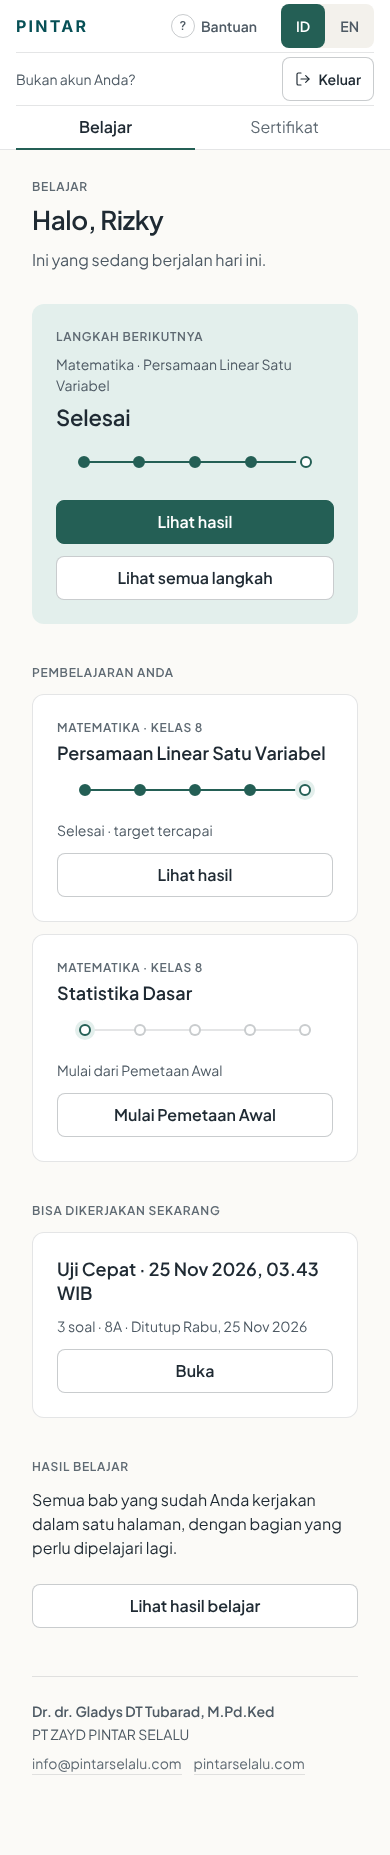 PINTAR
? Bantuan ID EN
Bukan akun Anda? Keluar
Belajar Sertifikat
BELAJAR
Halo, Rizky
Ini yang sedang berjalan hari ini.
LANGKAH BERIKUTNYA
Matematika · Persamaan Linear Satu
Variabel
Selesai
Lihat hasil
Lihat semua langkah
PEMBELAJARAN ANDA
MATEMATIKA · KELAS 8
Persamaan Linear Satu Variabel
Selesai · target tercapai
Lihat hasil
MATEMATIKA · KELAS 8
Statistika Dasar
Mulai dari Pemetaan Awal
Mulai Pemetaan Awal
BISA DIKERJAKAN SEKARANG
Uji Cepat · 25 Nov 2026, 03.43
WIB
3 soal · 8A · Ditutup Rabu, 25 Nov 2026
Buka
HASIL BELAJAR
Semua bab yang sudah Anda kerjakan
dalam satu halaman, dengan bagian yang
perlu dipelajari lagi.
Lihat hasil belajar
Dr. dr. Gladys DT Tubarad, M.Pd.Ked
PT ZAYD PINTAR SELALU
info@pintarselalu.com pintarselalu.com